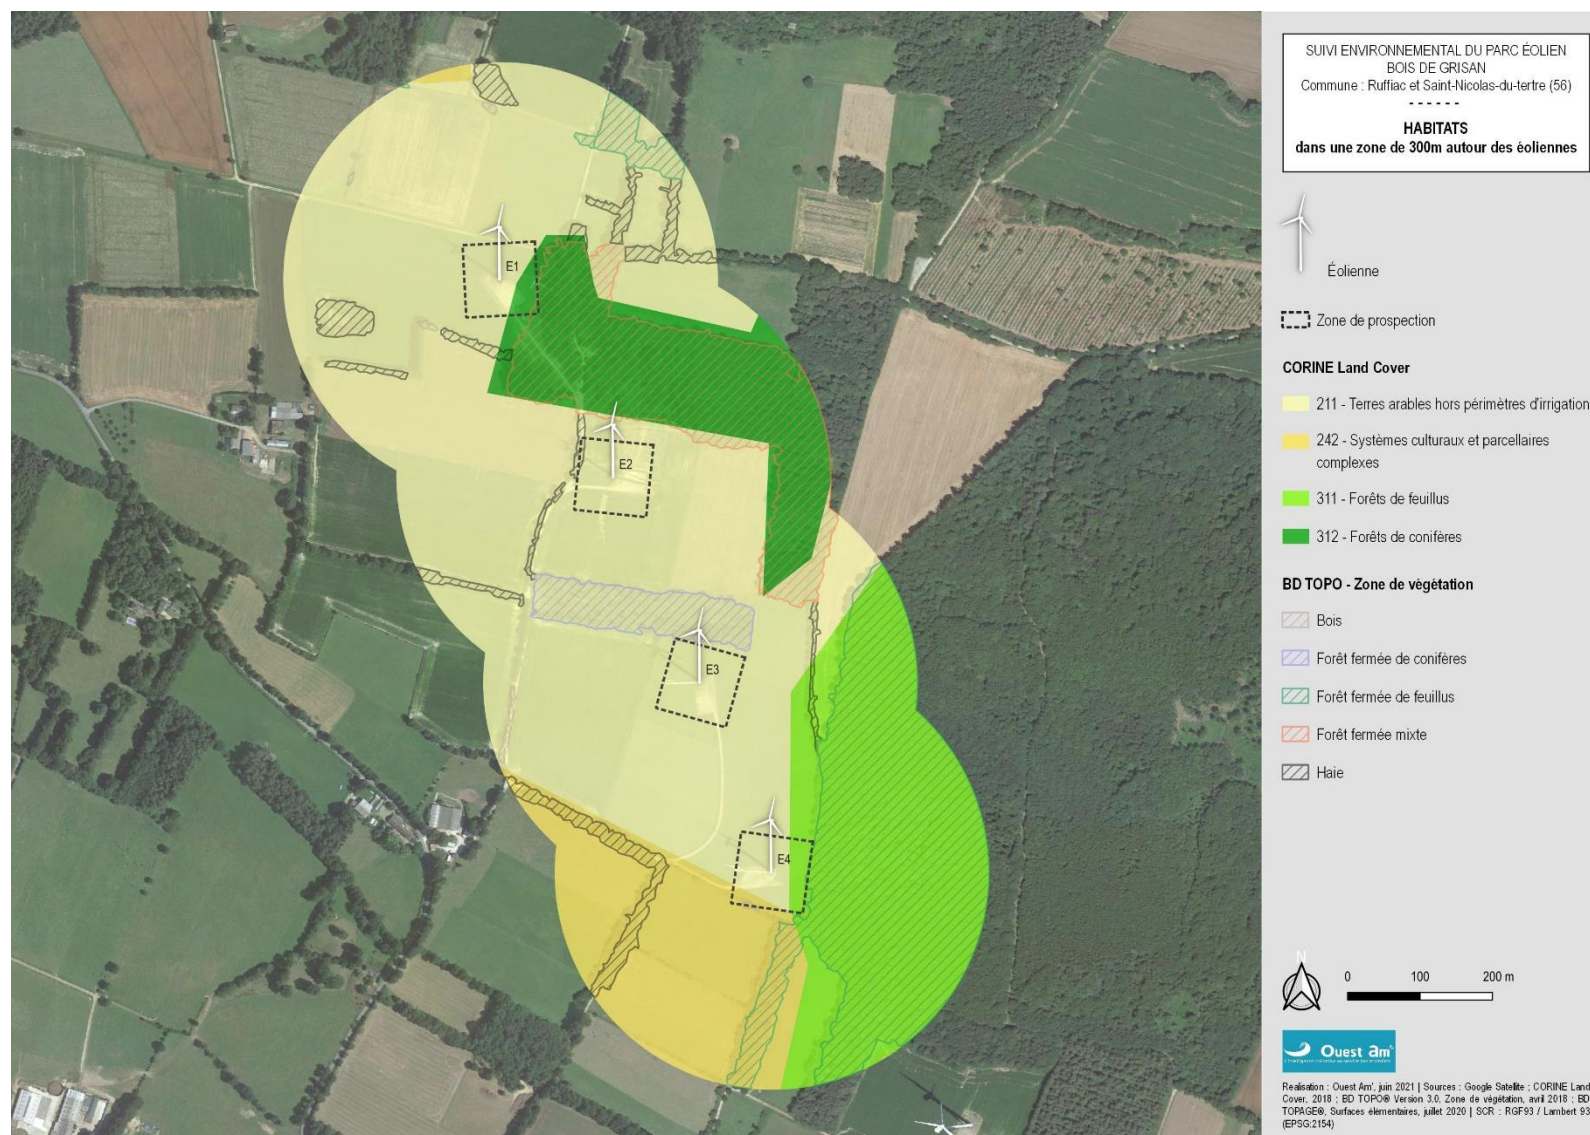 SUIVI ENVIRONNEMENTAL DU PARC ÉOLIEN
BOIS DE GRISAN
Commune : Ruffiac et Saint-Nicolas-du-tertre (56)
HABITATS
dans une zone de 300m autour des éoliennes
Éolienne
Zone de prospection
CORINE Land Cover
211 - Terres arables hors périmètres d'irrigation
242 - Systèmes culturaux et parcellaires
complexes
311 - Forêts de feuillus
312 - Forêts de conifères
BD TOPO - Zone de végétation
Bois
Forêt fermée de conifères
Forêt fermée de feuillus
Forêt fermée mixte
Haie
E1
E2
E3
E4
N
0 100 200 m
Ouest am'
Realisation : Ouest Am', juin 2021 | Sources : Google Satellite ; CORINE Land
Cover, 2018 ; BD TOPO® Version 3.0, Zone de végétation, avril 2018 ; BD
TOPAGE®, Surfaces élémentaires, juillet 2020 | SCR : RGF93 / Lambert 93
(EPSG:2154)